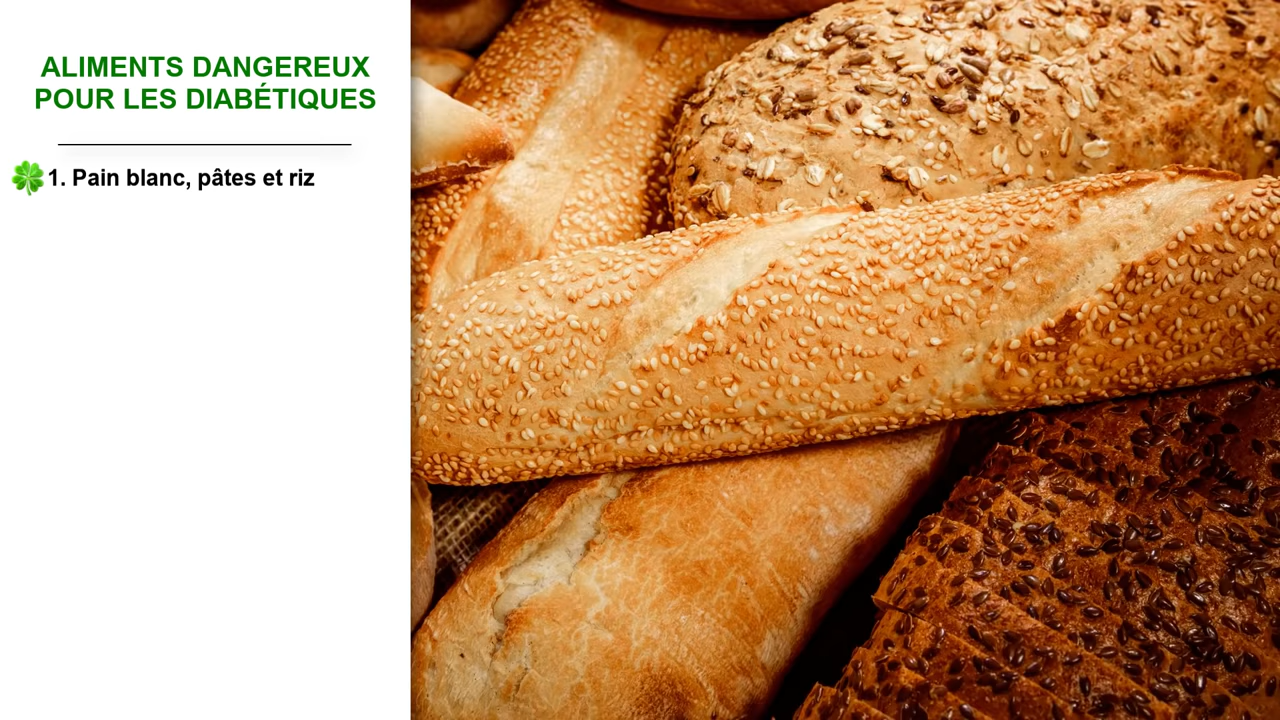 ALIMENTS DANGEREUX
POUR LES DIABÉTIQUES
1. Pain blanc, pâtes et riz